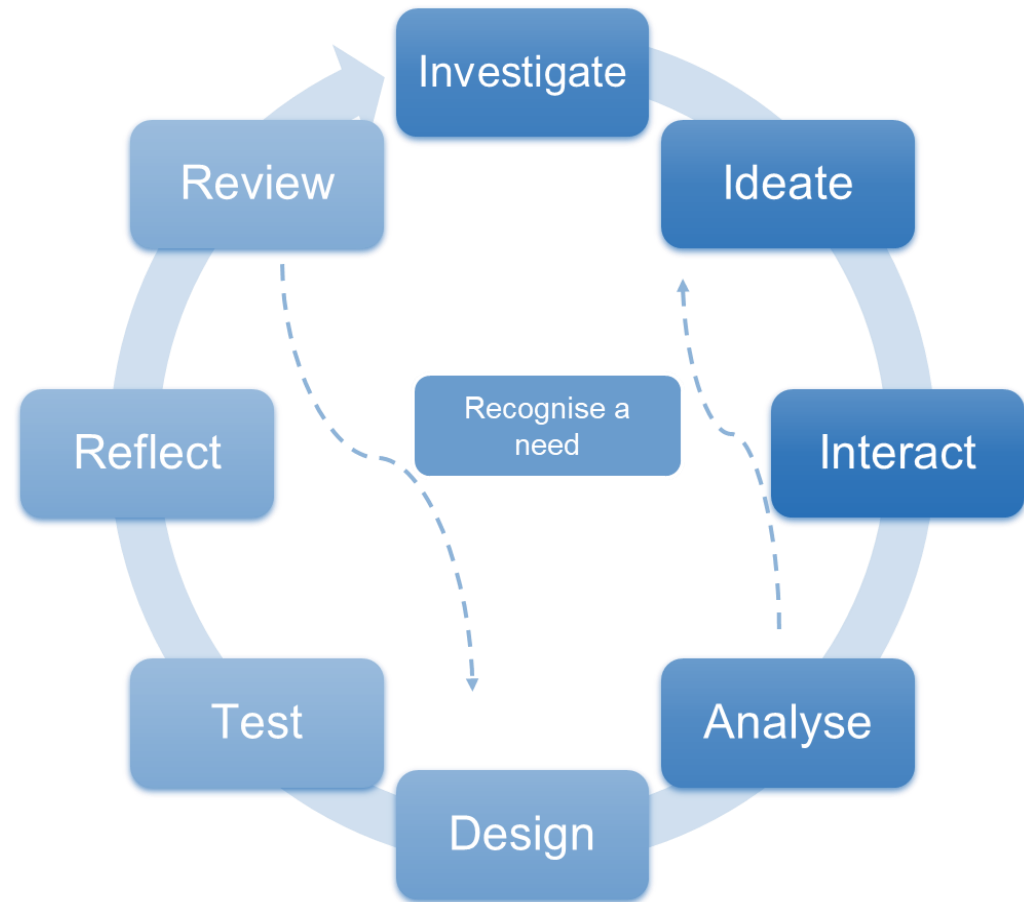 Investigate
Ideate
Interact
Analyse
Design
Test
Reflect
Review
Recognise a
need